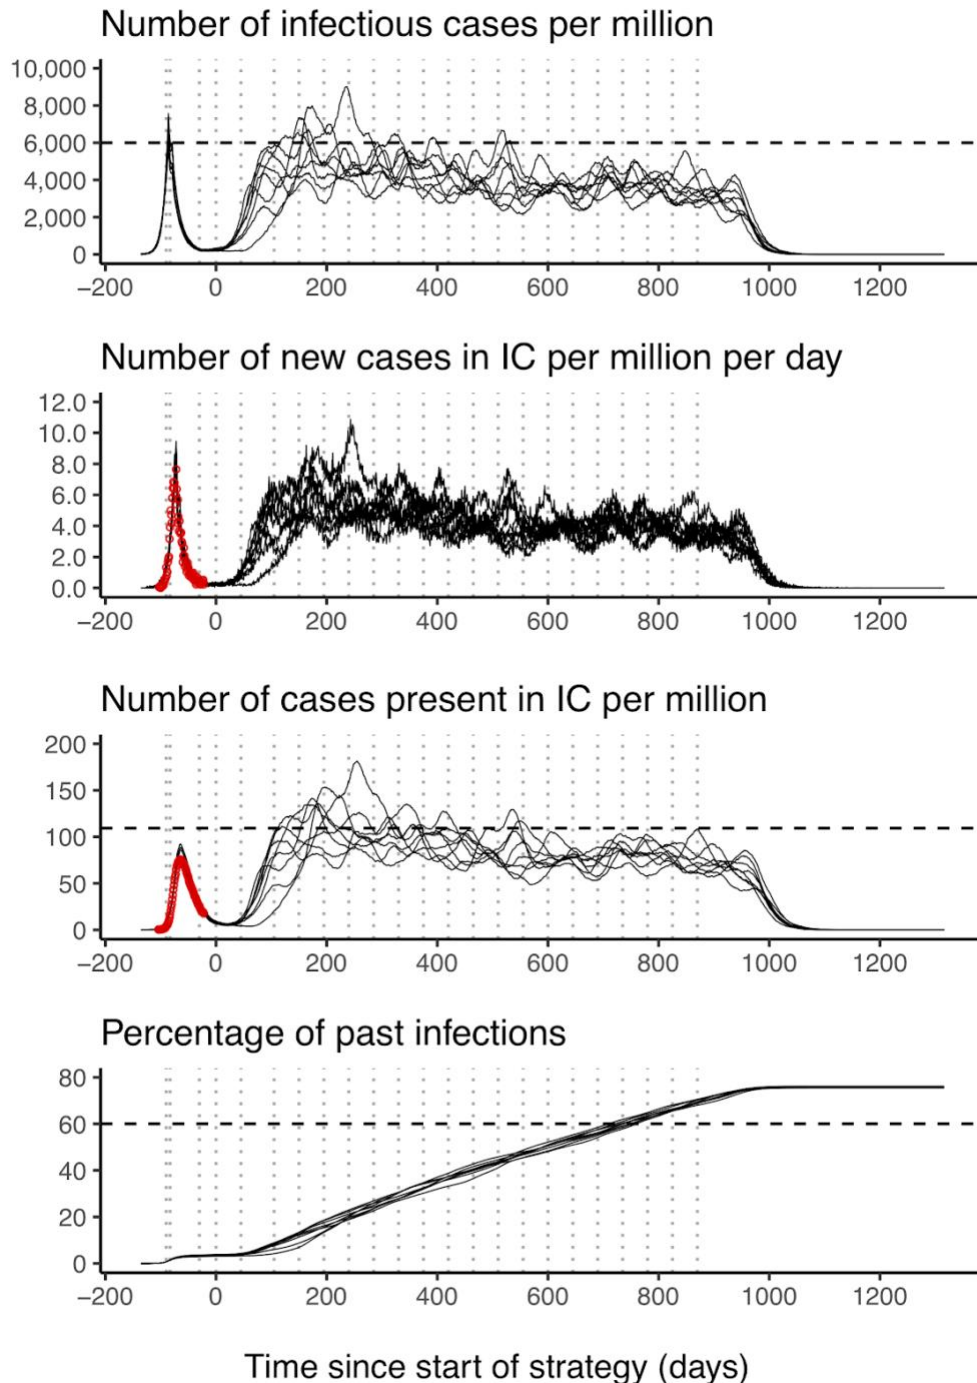 Number of infectious cases per million
10,000
8,000
6,000
4,000
2,000
0
−200 0 200 400 600 800 1000 1200
Number of new cases in IC per million per day
12.0
10.0
8.0
6.0
4.0
2.0
0.0
−200 0 200 400 600 800 1000 1200
Number of cases present in IC per million
200
150
100
50
0
−200 0 200 400 600 800 1000 1200
Percentage of past infections
80
60
40
20
0
−200 0 200 400 600 800 1000 1200
Time since start of strategy (days)